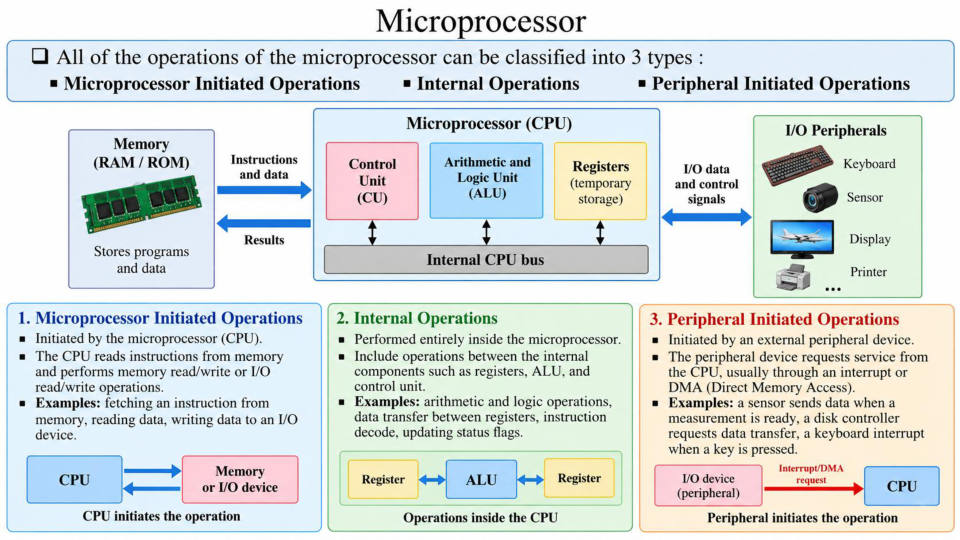 Microprocessor
❑ All of the operations of the microprocessor can be classified into 3 types :
▪ Microprocessor Initiated Operations ▪ Internal Operations ▪ Peripheral Initiated Operations
Memory
(RAM / ROM)
Stores programs
and data
Instructions
and data
Results
Microprocessor (CPU)
Control
Unit
(CU)
Arithmetic and
Logic Unit
(ALU)
Registers
(temporary
storage)
Internal CPU bus
I/O data
and control
signals
I/O Peripherals
Keyboard
Sensor
Display
Printer
...
1. Microprocessor Initiated Operations
▪ Initiated by the microprocessor (CPU).
▪ The CPU reads instructions from memory
and performs memory read/write or I/O
read/write operations.
▪ Examples: fetching an instruction from
memory, reading data, writing data to an I/O
device.
CPU
Memory
or I/O device
CPU initiates the operation
2. Internal Operations
▪ Performed entirely inside the microprocessor.
▪ Include operations between the internal
components such as registers, ALU, and
control unit.
▪ Examples: arithmetic and logic operations,
data transfer between registers, instruction
decode, updating status flags.
Register
ALU
Register
Operations inside the CPU
3. Peripheral Initiated Operations
▪ Initiated by an external peripheral device.
▪ The peripheral device requests service from
the CPU, usually through an interrupt or
DMA (Direct Memory Access).
▪ Examples: a sensor sends data when a
measurement is ready, a disk controller
requests data transfer, a keyboard interrupt
when a key is pressed.
I/O device
(peripheral)
Interrupt/DMA
request
CPU
Peripheral initiates the operation